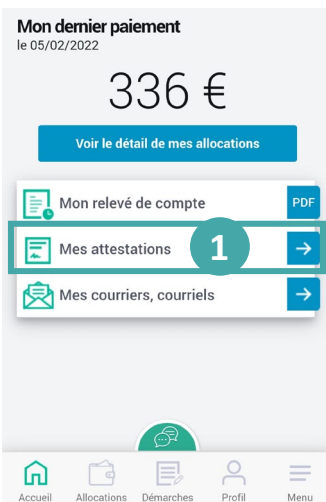 Mon dernier paiement
le 05/02/2022
336 €
Voir le détail de mes allocations
Mon relevé de compte PDF
Mes attestations 1
Mes courriers, courriels
Accueil Allocations Démarches Profil Menu